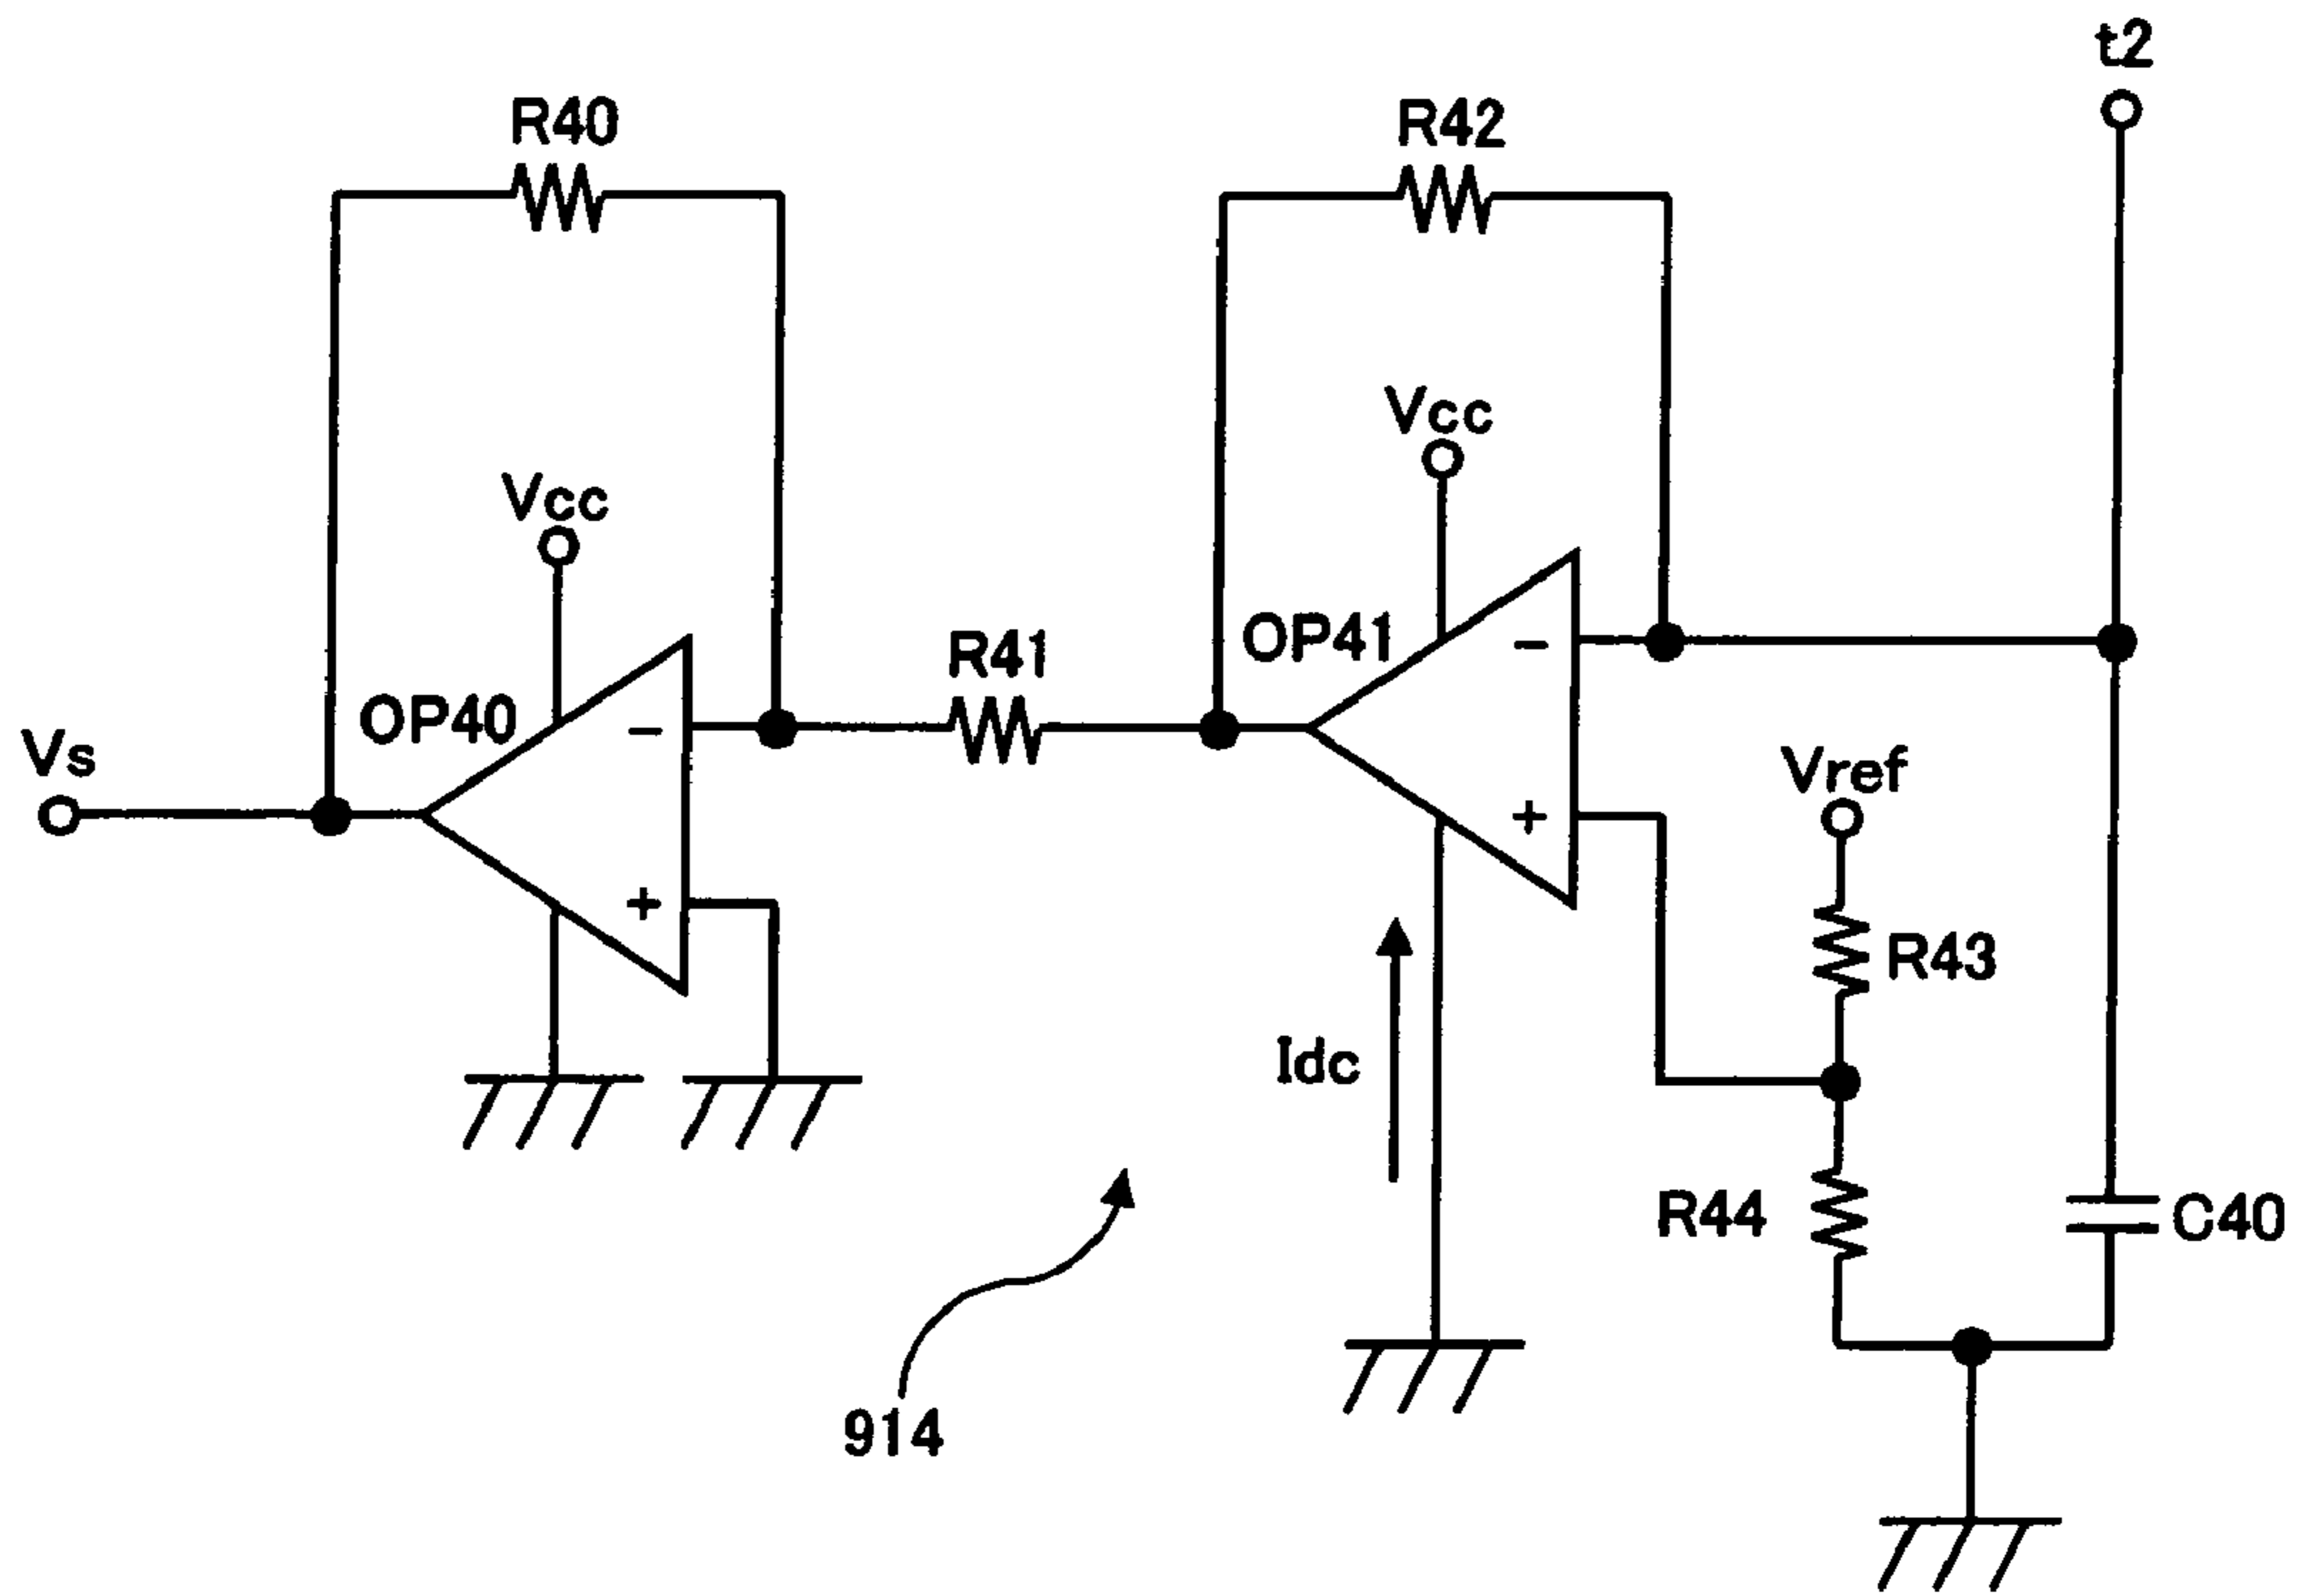 t2
R40
R42
Vcc
Vcc
OP41
R41
-
OP40
-
Vs
Vref
+
+
R43
Idc
R44
C40
914